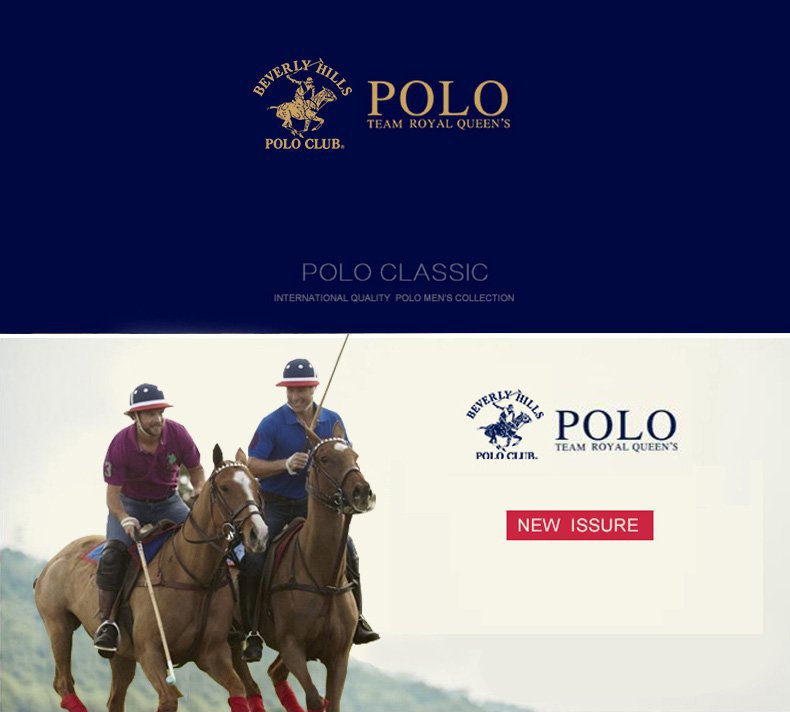 BEVERLY HILLS
POLO CLUB®
POLO
TEAM ROYAL QUEEN'S
POLO CLASSIC
INTERNATIONAL QUALITY POLO MEN'S COLLECTION
BEVERLY HILLS
POLO CLUB®
POLO
TEAM ROYAL QUEEN'S
NEW ISSURE
3